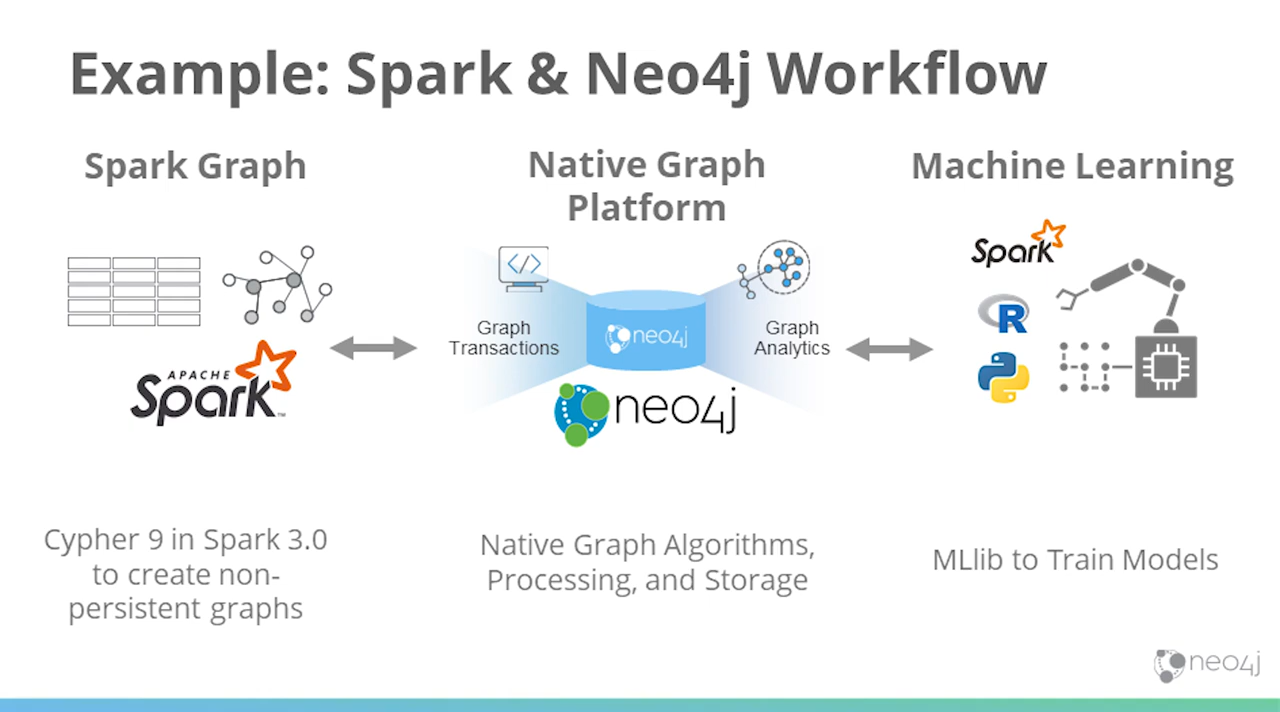 Example: Spark & Neo4j Workflow
Spark Graph
APACHE
Spark™
Cypher 9 in Spark 3.0
to create non-
persistent graphs
Native Graph
Platform
</>
Graph
Transactions
neo4j
Graph
Analytics
neo4j
Native Graph Algorithms,
Processing, and Storage
Machine Learning
Spark
R
MLlib to Train Models
neo4j